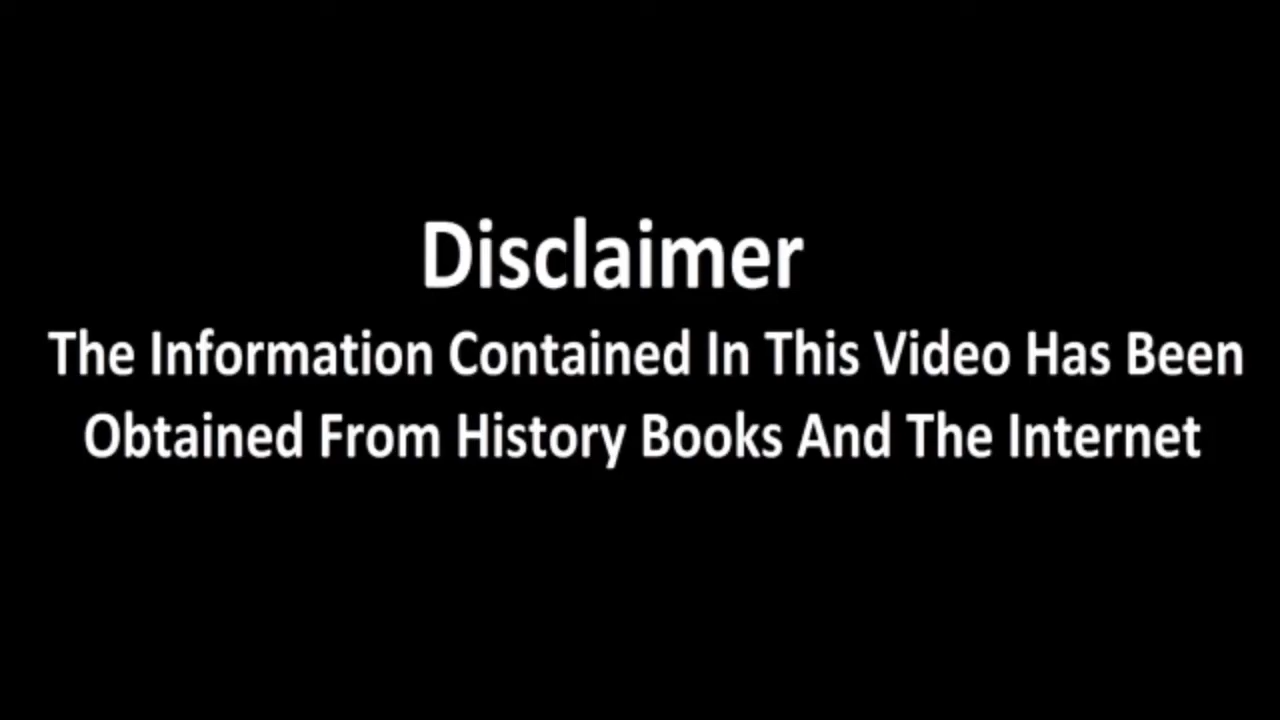 Disclaimer
The Information Contained In This Video Has Been
Obtained From History Books And The Internet